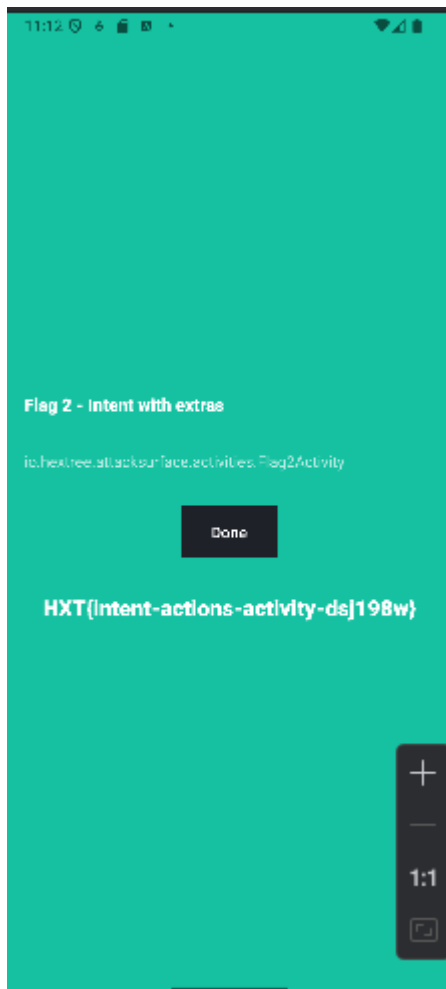 11:12
Flag 2 - Intent with extras
io.hextree.attacksurface.activities.Flag2Activity
Done
HXT{intent-actions-activity-dsj198w}
1:1